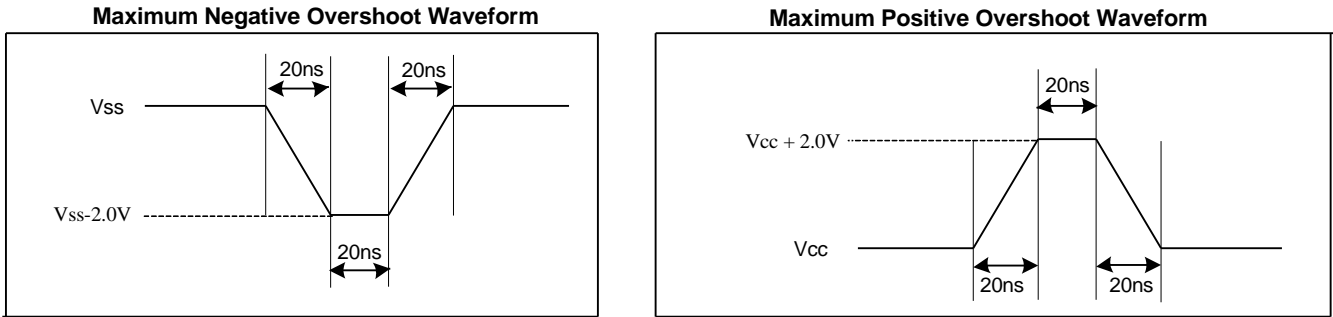 Maximum Negative Overshoot Waveform
20ns 20ns
Vss
Vss-2.0V
20ns
Maximum Positive Overshoot Waveform
20ns
Vcc + 2.0V
Vcc
20ns 20ns